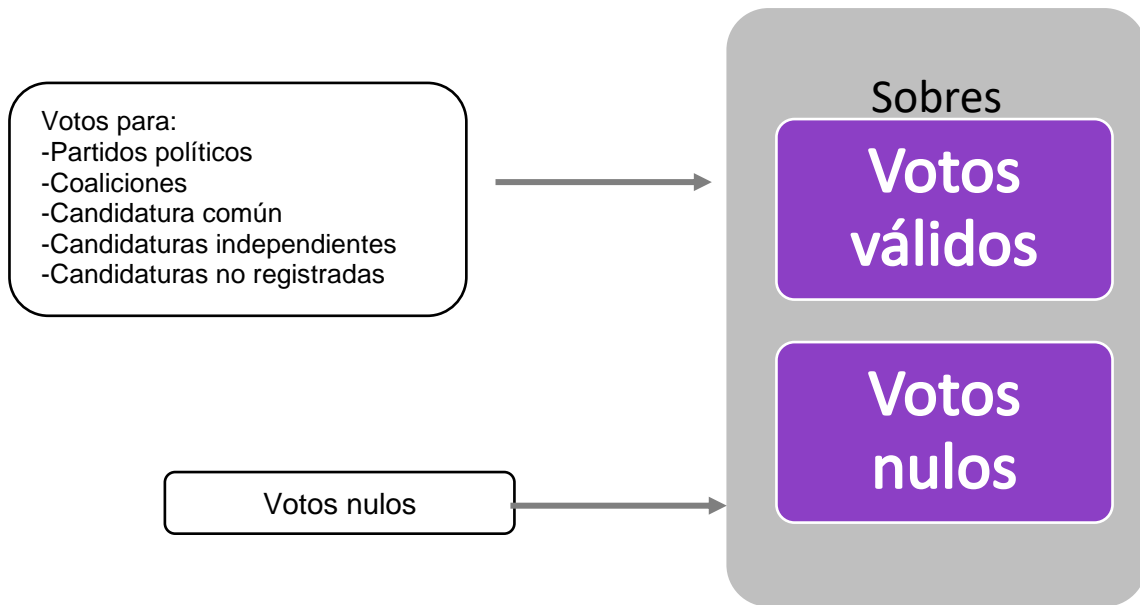 Votos para:
-Partidos políticos
-Coaliciones
-Candidatura común
-Candidaturas independientes
-Candidaturas no registradas
Sobres
Votos
válidos
Votos nulos
Votos
nulos